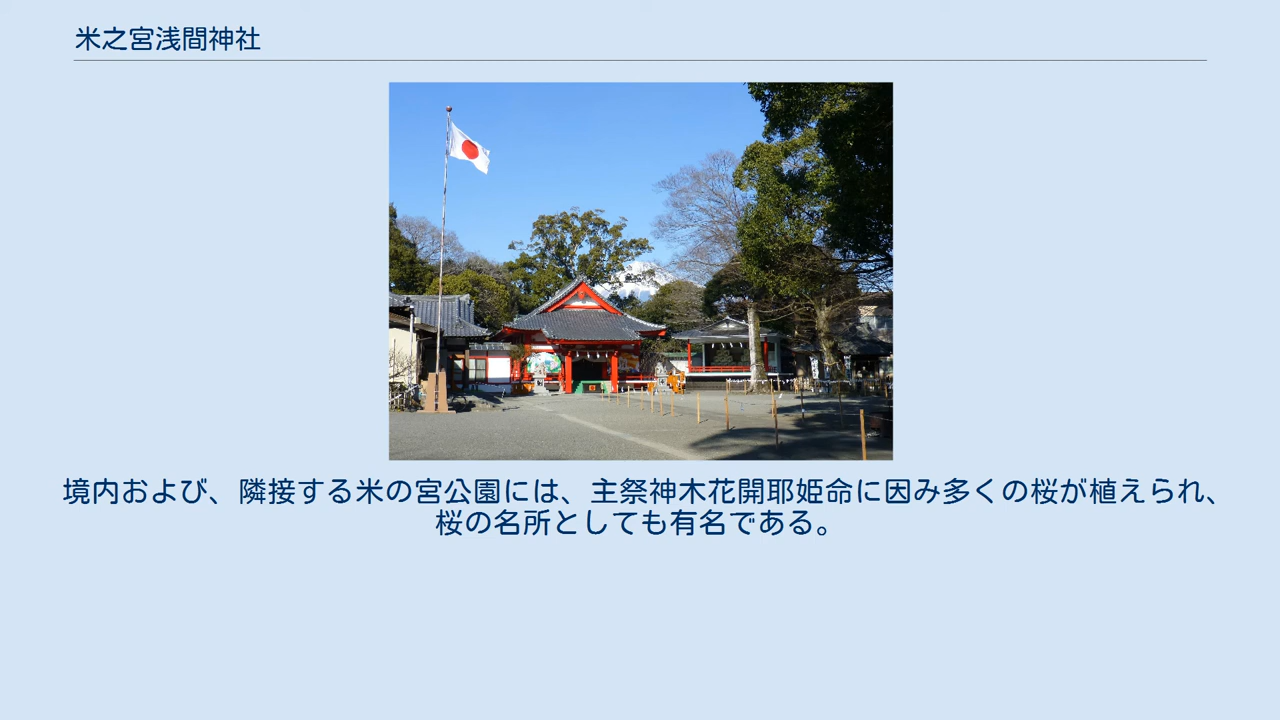 米之宮浅間神社
境内および、隣接する米の宮公園には、主祭神木花開耶姫命に因み多くの桜が植えられ、
桜の名所としても有名である。